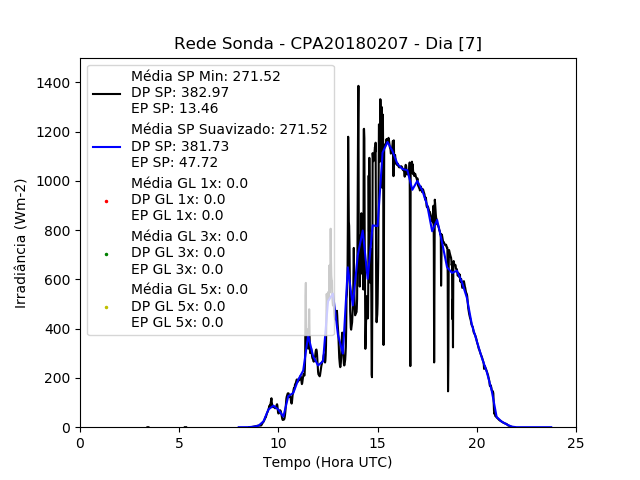 Rede Sonda - CPA20180207 - Dia [7]
Média SP Min: 271.52
DP SP: 382.97
EP SP: 13.46
Média SP Suavizado: 271.52
DP SP: 381.73
EP SP: 47.72
Média GL 1x: 0.0
DP GL 1x: 0.0
EP GL 1x: 0.0
Média GL 3x: 0.0
DP GL 3x: 0.0
EP GL 3x: 0.0
Média GL 5x: 0.0
DP GL 5x: 0.0
EP GL 5x: 0.0
Irradiância (Wm-2)
1400
1200
1000
800
600
400
200
0
0 5 10 15 20 25
Tempo (Hora UTC)